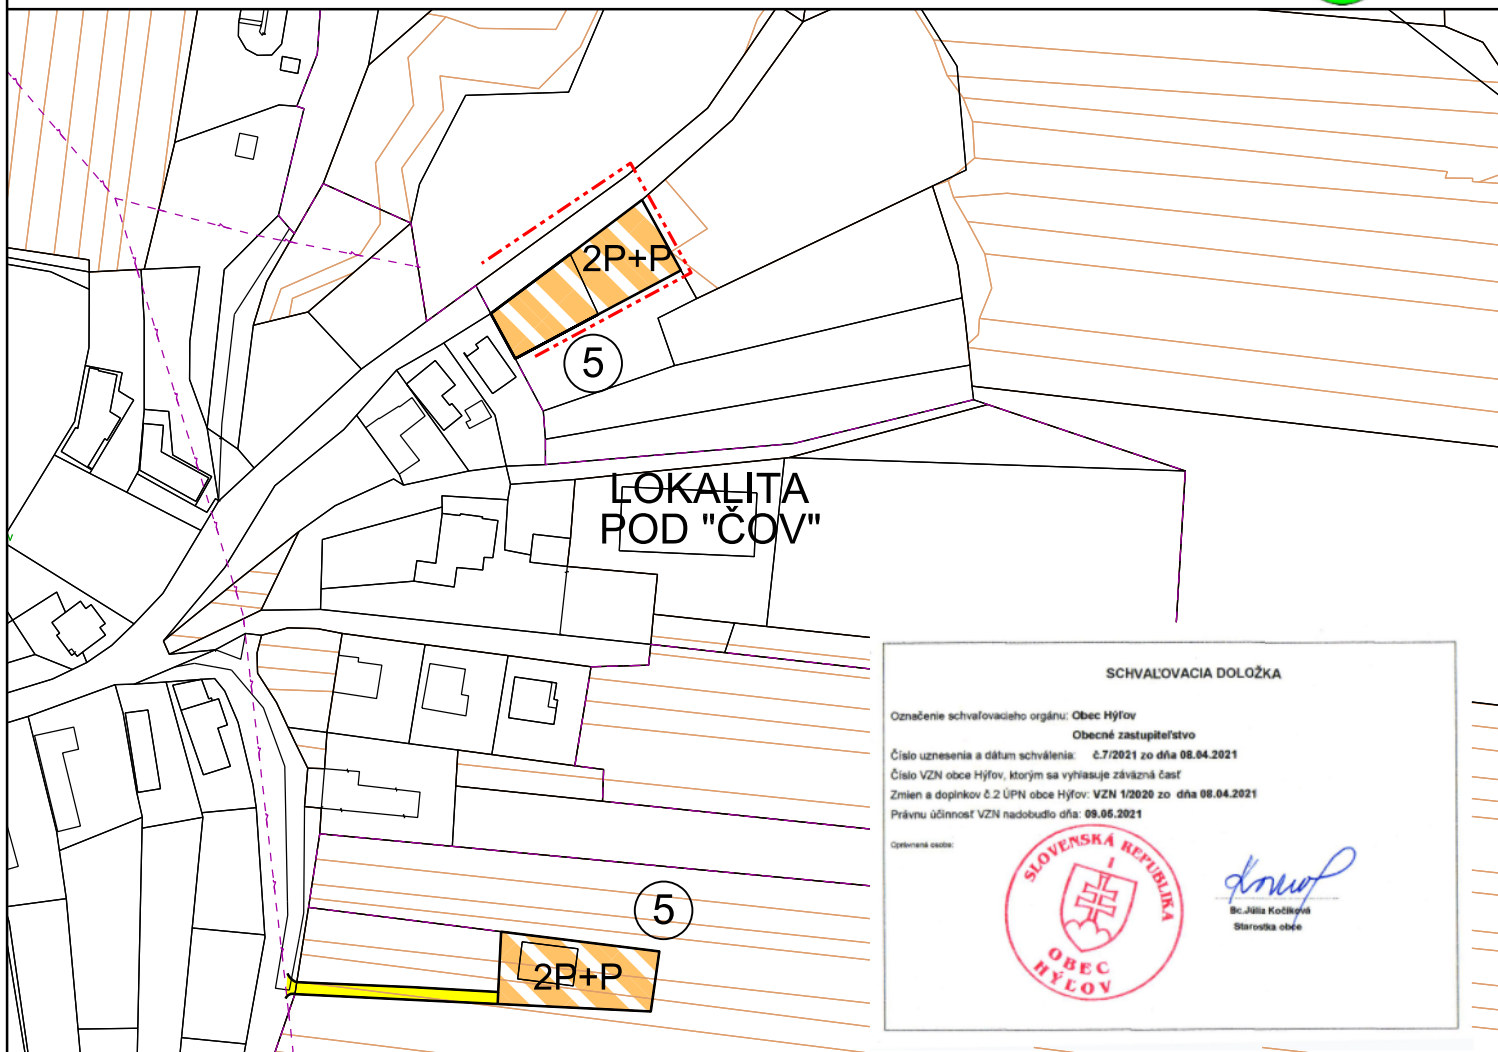 2P+P
5
LOKALITA
POD "ČOV"
5
2P+P
SCHVAĽOVACIA DOLOŽKA
Označenie schvaľovacieho orgánu: Obec Hýľov
Obecné zastupiteľstvo
Číslo uznesenia a dátum schválenia: č.7/2021 zo dňa 08.04.2021
Číslo VZN obce Hýľov, ktorým sa vyhlasuje záväzná časť
Zmien a doplnkov č.2 ÚPN obce Hýľov: VZN 1/2020 zo dňa 08.04.2021
Právnu účinnosť VZN nadobudlo dňa: 09.05.2021
Oprávnená osoba:
SLOVENSKÁ REPUBLIKA
1
OBEC
HÝĽOV
Bc.Júlia Kočiková
Starostka obce